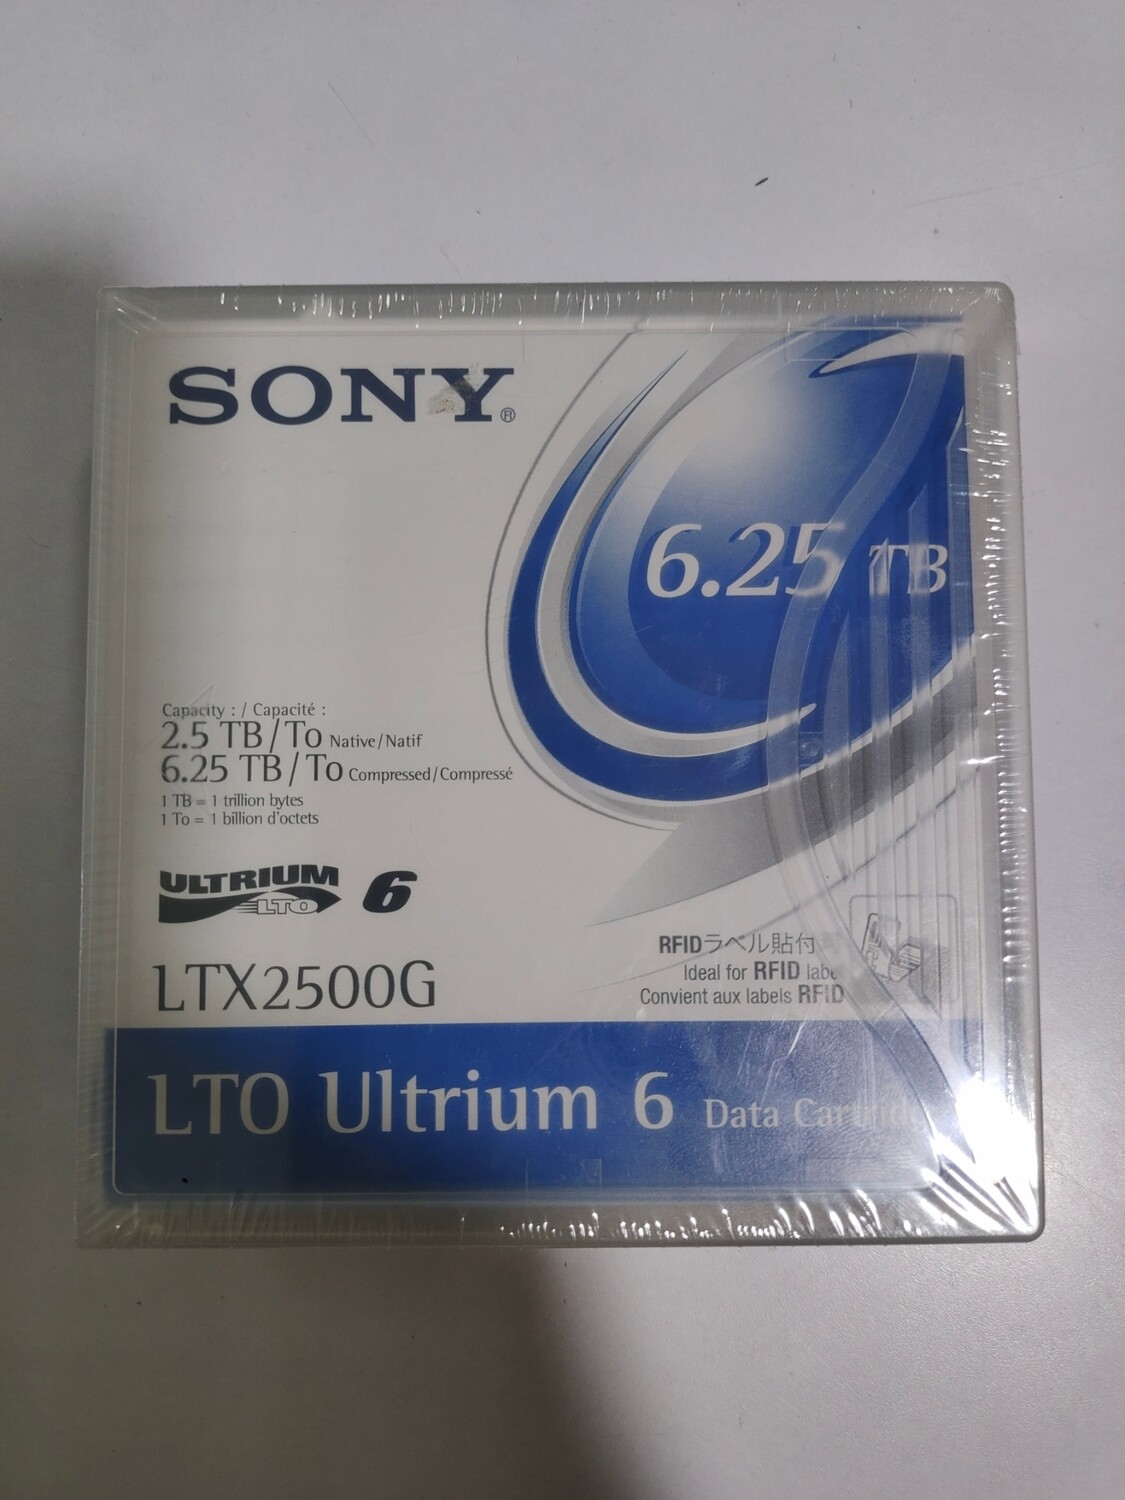 SONY®
6.25 TB
Capacity : / Capacité :
2.5 TB/To Native/Natif
6.25 TB/To Compressed/Compressé
1 TB = 1 trillion bytes
1 To = 1 billion d'octets
ULTRIUM 6
LTO
RFIDラベル貼付
Ideal for RFID label
Convient aux labels RFID
LTX2500G
LTO Ultrium 6 Data Cartridge